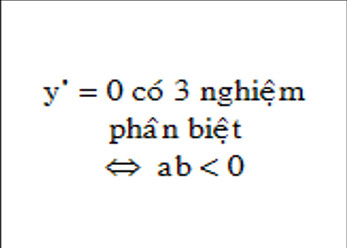 y' = 0 có 3 nghiệm
phân biệt
⇔ ab < 0